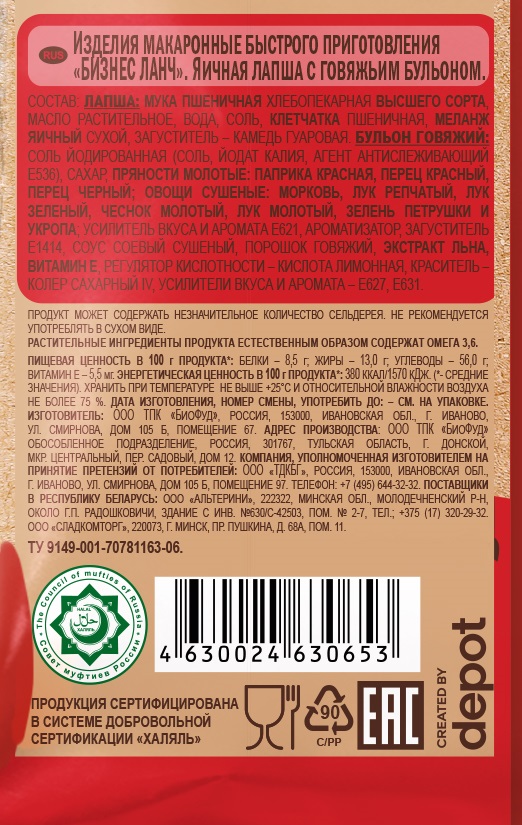 RUS
ИЗДЕЛИЯ МАКАРОННЫЕ БЫСТРОГО ПРИГОТОВЛЕНИЯ
«БИЗНЕС ЛАНЧ». ЯИЧНАЯ ЛАПША С ГОВЯЖЬИМ БУЛЬОНОМ.
СОСТАВ: ЛАПША: МУКА ПШЕНИЧНАЯ ХЛЕБОПЕКАРНАЯ ВЫСШЕГО СОРТА,
МАСЛО РАСТИТЕЛЬНОЕ, ВОДА, СОЛЬ, КЛЕТЧАТКА ПШЕНИЧНАЯ, МЕЛАНЖ
ЯИЧНЫЙ СУХОЙ, ЗАГУСТИТЕЛЬ – КАМЕДЬ ГУАРОВАЯ. БУЛЬОН ГОВЯЖИЙ:
СОЛЬ ЙОДИРОВАННАЯ (СОЛЬ, ЙОДАТ КАЛИЯ, АГЕНТ АНТИСЛЕЖИВАЮЩИЙ
Е536), САХАР, ПРЯНОСТИ МОЛОТЫЕ: ПАПРИКА КРАСНАЯ, ПЕРЕЦ КРАСНЫЙ,
ПЕРЕЦ ЧЕРНЫЙ; ОВОЩИ СУШЕНЫЕ: МОРКОВЬ, ЛУК РЕПЧАТЫЙ, ЛУК
ЗЕЛЕНЫЙ, ЧЕСНОК МОЛОТЫЙ, ЛУК МОЛОТЫЙ, ЗЕЛЕНЬ ПЕТРУШКИ И
УКРОПА, УСИЛИТЕЛЬ ВКУСА И АРОМАТА Е621, АРОМАТИЗАТОР, ЗАГУСТИТЕЛЬ
Е1414, СОУС СОЕВЫЙ СУШЕНЫЙ, ПОРОШОК ГОВЯЖИЙ, ЭКСТРАКТ ЛЬНА,
ВИТАМИН Е, РЕГУЛЯТОР КИСЛОТНОСТИ – КИСЛОТА ЛИМОННАЯ, КРАСИТЕЛЬ –
КОЛЕР САХАРНЫЙ IV, УСИЛИТЕЛИ ВКУСА И АРОМАТА – Е627, Е631.
ПРОДУКТ МОЖЕТ СОДЕРЖАТЬ НЕЗНАЧИТЕЛЬНОЕ КОЛИЧЕСТВО СЕЛЬДЕРЕЯ. НЕ РЕКОМЕНДУЕТСЯ
УПОТРЕБЛЯТЬ В СУХОМ ВИДЕ.
РАСТИТЕЛЬНЫЕ ИНГРЕДИЕНТЫ ПРОДУКТА ЕСТЕСТВЕННЫМ ОБРАЗОМ СОДЕРЖАТ ОМЕГА 3,6.
ПИЩЕВАЯ ЦЕННОСТЬ В 100 г ПРОДУКТА*: БЕЛКИ – 8,5 г; ЖИРЫ – 13,0 г; УГЛЕВОДЫ – 56,0 г;
ВИТАМИН Е – 5,5 мг. ЭНЕРГЕТИЧЕСКАЯ ЦЕННОСТЬ В 100 г ПРОДУКТА*: 380 ККАЛ/1570 КДЖ. (*- СРЕДНИЕ
ЗНАЧЕНИЯ). ХРАНИТЬ ПРИ ТЕМПЕРАТУРЕ НЕ ВЫШЕ +25°С И ОТНОСИТЕЛЬНОЙ ВЛАЖНОСТИ ВОЗДУХА
НЕ БОЛЕЕ 75 %. ДАТА ИЗГОТОВЛЕНИЯ, НОМЕР СМЕНЫ, УПОТРЕБИТЬ ДО: – СМ. НА УПАКОВКЕ.
ИЗГОТОВИТЕЛЬ: ООО ТПК «БИОФУД», РОССИЯ, 153000, ИВАНОВСКАЯ ОБЛ., Г. ИВАНОВО,
УЛ. СМИРНОВА, ДОМ 105 Б, ПОМЕЩЕНИЕ 67. АДРЕС ПРОИЗВОДСТВА: ООО ТПК «БИОФУД»
ОБОСОБЛЕННОЕ ПОДРАЗДЕЛЕНИЕ, РОССИЯ, 301767, ТУЛЬСКАЯ ОБЛАСТЬ, Г. ДОНСКОЙ,
МКР. ЦЕНТРАЛЬНЫЙ, ПЕР. САДОВЫЙ, ДОМ 12. КОМПАНИЯ, УПОЛНОМОЧЕННАЯ ИЗГОТОВИТЕЛЕМ НА
ПРИНЯТИЕ ПРЕТЕНЗИЙ ОТ ПОТРЕБИТЕЛЕЙ: ООО «ТДКБГ», РОССИЯ, 153000, ИВАНОВСКАЯ ОБЛ.,
Г. ИВАНОВО, УЛ. СМИРНОВА, ДОМ 105 Б, ПОМЕЩЕНИЕ 97. ТЕЛЕФОН: +7 (495) 644-32-32. ПОСТАВЩИКИ
В РЕСПУБЛИКУ БЕЛАРУСЬ: ООО «АЛЬТЕРИНИ», 222322, МИНСКАЯ ОБЛ., МОЛОДЕЧНЕНСКИЙ Р-Н,
ОКОЛО Г.П. РАДОШКОВИЧИ, ЗДАНИЕ С ИНВ. №630/С-42503, ПОМ. № 2-7, ТЕЛ.: +375 (17) 320-29-32.
ООО «СЛАДКОМТОРГ», 220073, Г. МИНСК, ПР. ПУШКИНА, Д. 68А, ПОМ. 11.
ТУ 9149-001-70781163-06.
The Council of mufties of Russia
HALAL
حلال
ХАЛЯЛЬ
Совет муфтиев России
4 630024 630653
ПРОДУКЦИЯ СЕРТИФИЦИРОВАНА
В СИСТЕМЕ ДОБРОВОЛЬНОЙ
СЕРТИФИКАЦИИ «ХАЛЯЛЬ»
90
C/PP
EAC
CREATED BY
depot